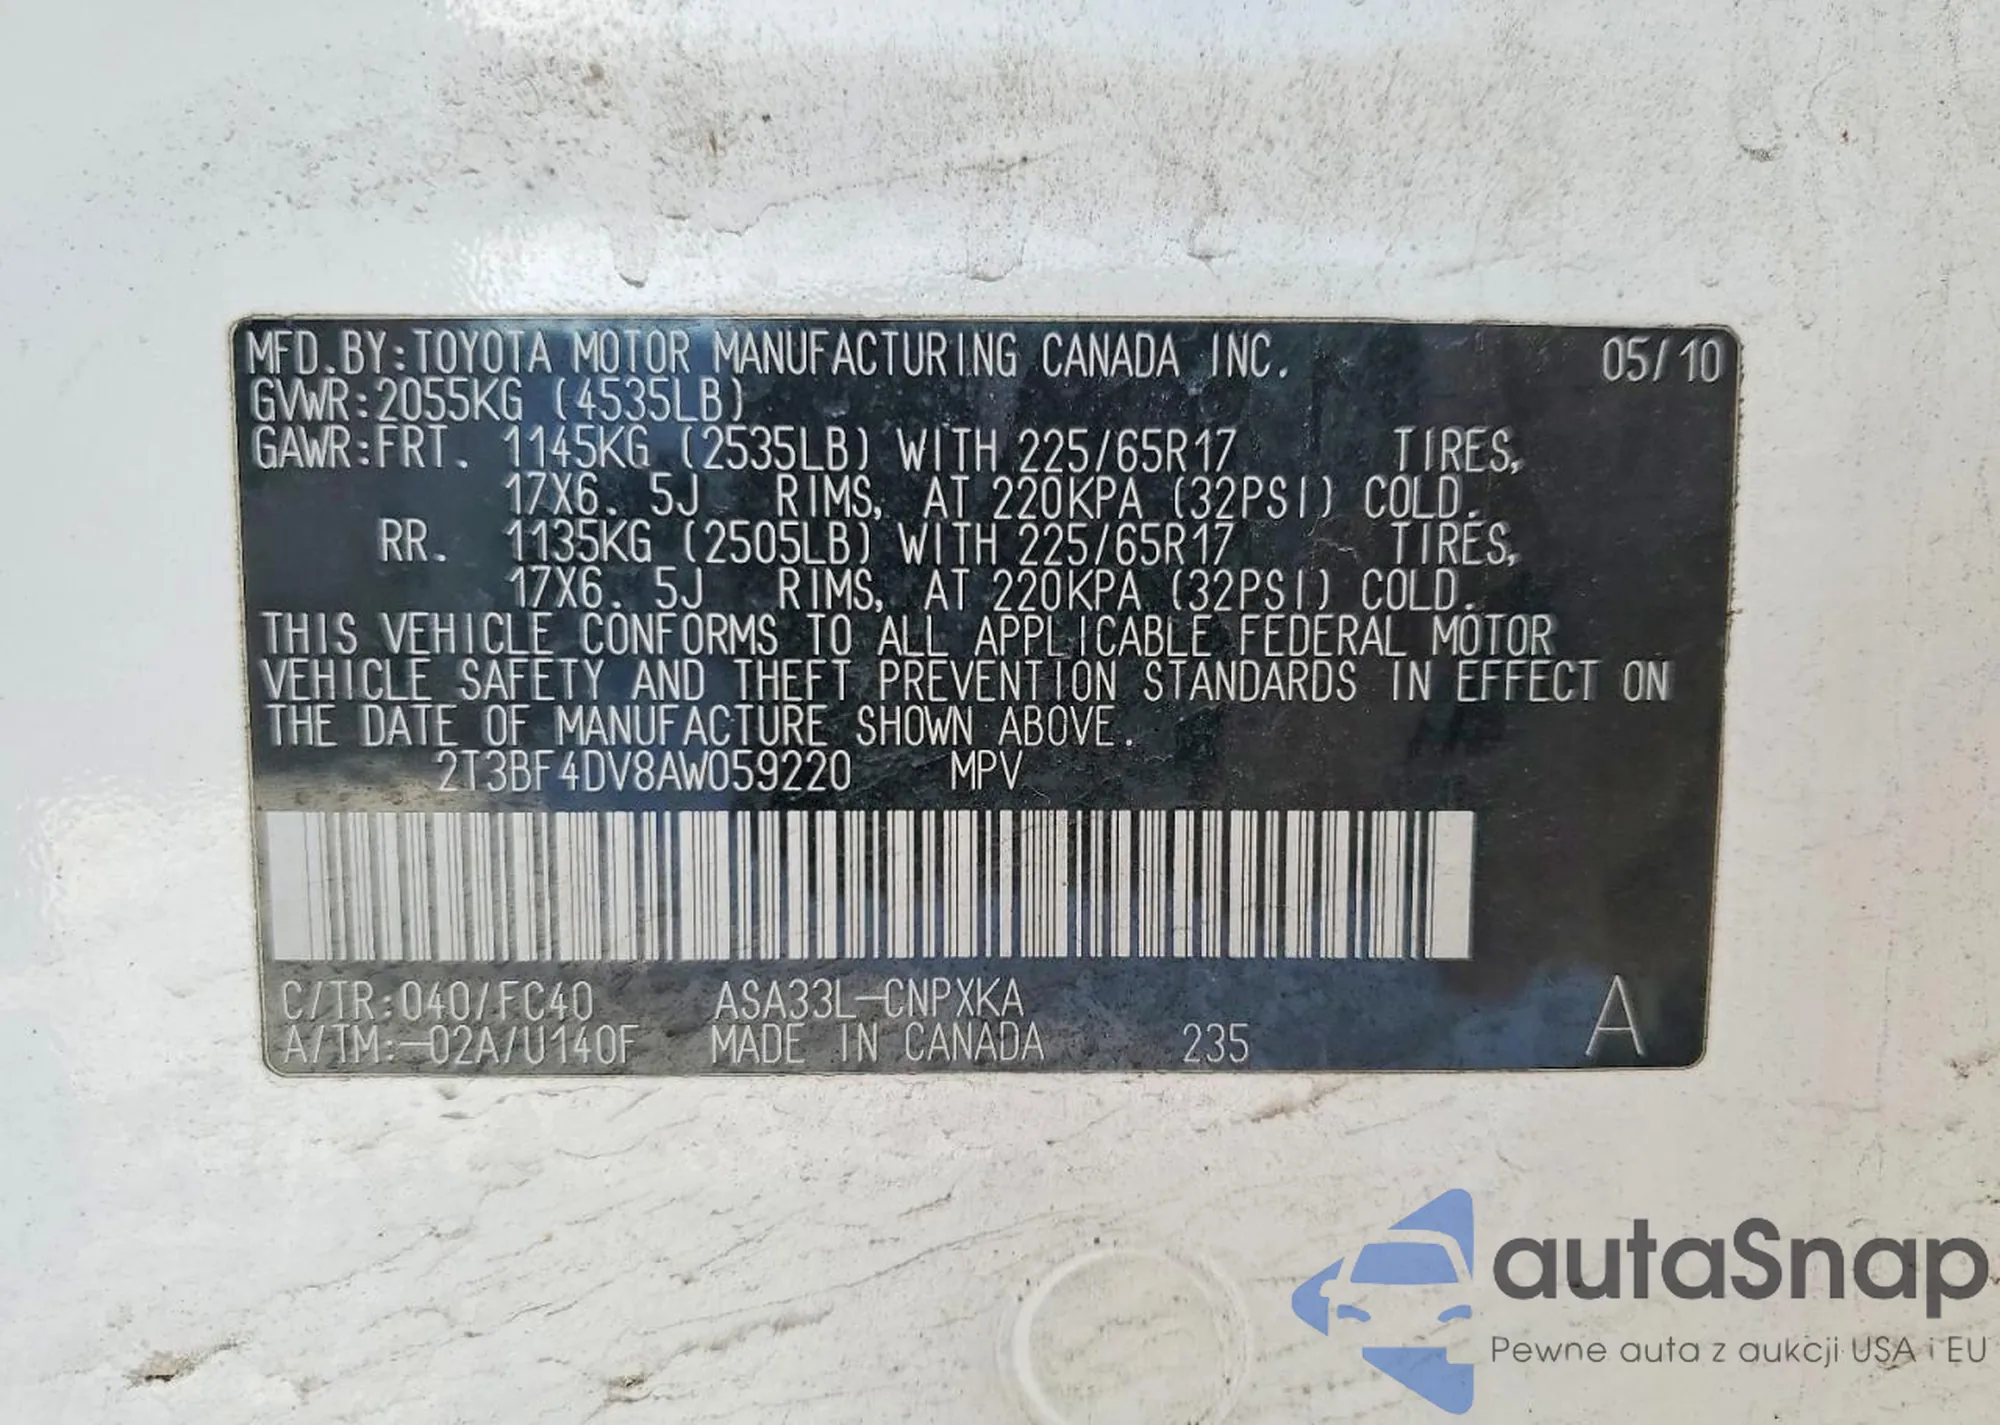 MFD.BY:TOYOTA MOTOR MANUFACTURING CANADA INC. 05/10
GVWR:2055KG (4535LB)
GAWR:FRT. 1145KG (2535LB) WITH 225/65R17 TIRES,
17X6. 5J RIMS, AT 220KPA (32PSI) COLD.
RR. 1135KG (2505LB) WITH 225/65R17 TIRES,
17X6. 5J RIMS, AT 220KPA (32PSI) COLD.
THIS VEHICLE CONFORMS TO ALL APPLICABLE FEDERAL MOTOR
VEHICLE SAFETY AND THEFT PREVENTION STANDARDS IN EFFECT ON
THE DATE OF MANUFACTURE SHOWN ABOVE.
2T3BF4DV8AW059220 MPV
C/TR:040/FC40 ASA33L-CNPXKA A
A/TM:-02A/U140F MADE IN CANADA 235
autaSnap
Pewne auta z aukcji USA i EU